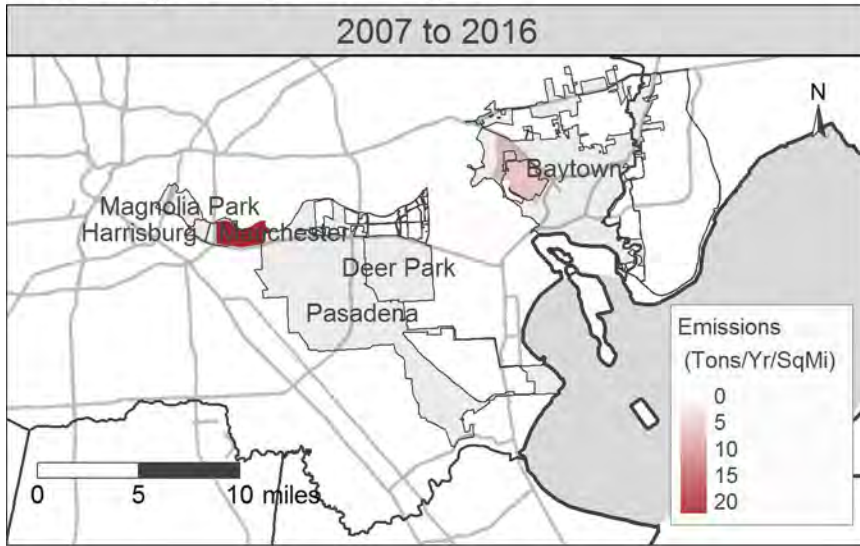 2007 to 2016
N
Baytown
Magnolia Park
Harrisburg Manchester
Deer Park
Pasadena
Emissions
(Tons/Yr/SqMi)
0
5
10
15
20
0 5 10 miles